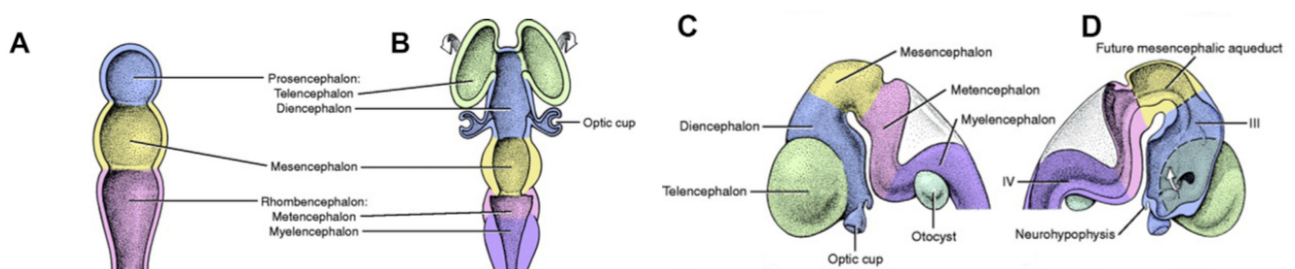 A
Prosencephalon:
Telencephalon
Diencephalon
Mesencephalon
Rhombencephalon:
Metencephalon
Myelencephalon
B
Optic cup
C
Mesencephalon
Metencephalon
Myelencephalon
Diencephalon
Telencephalon
Otocyst
Optic cup
D
Future mesencephalic aqueduct
III
IV
Neurohypophysis